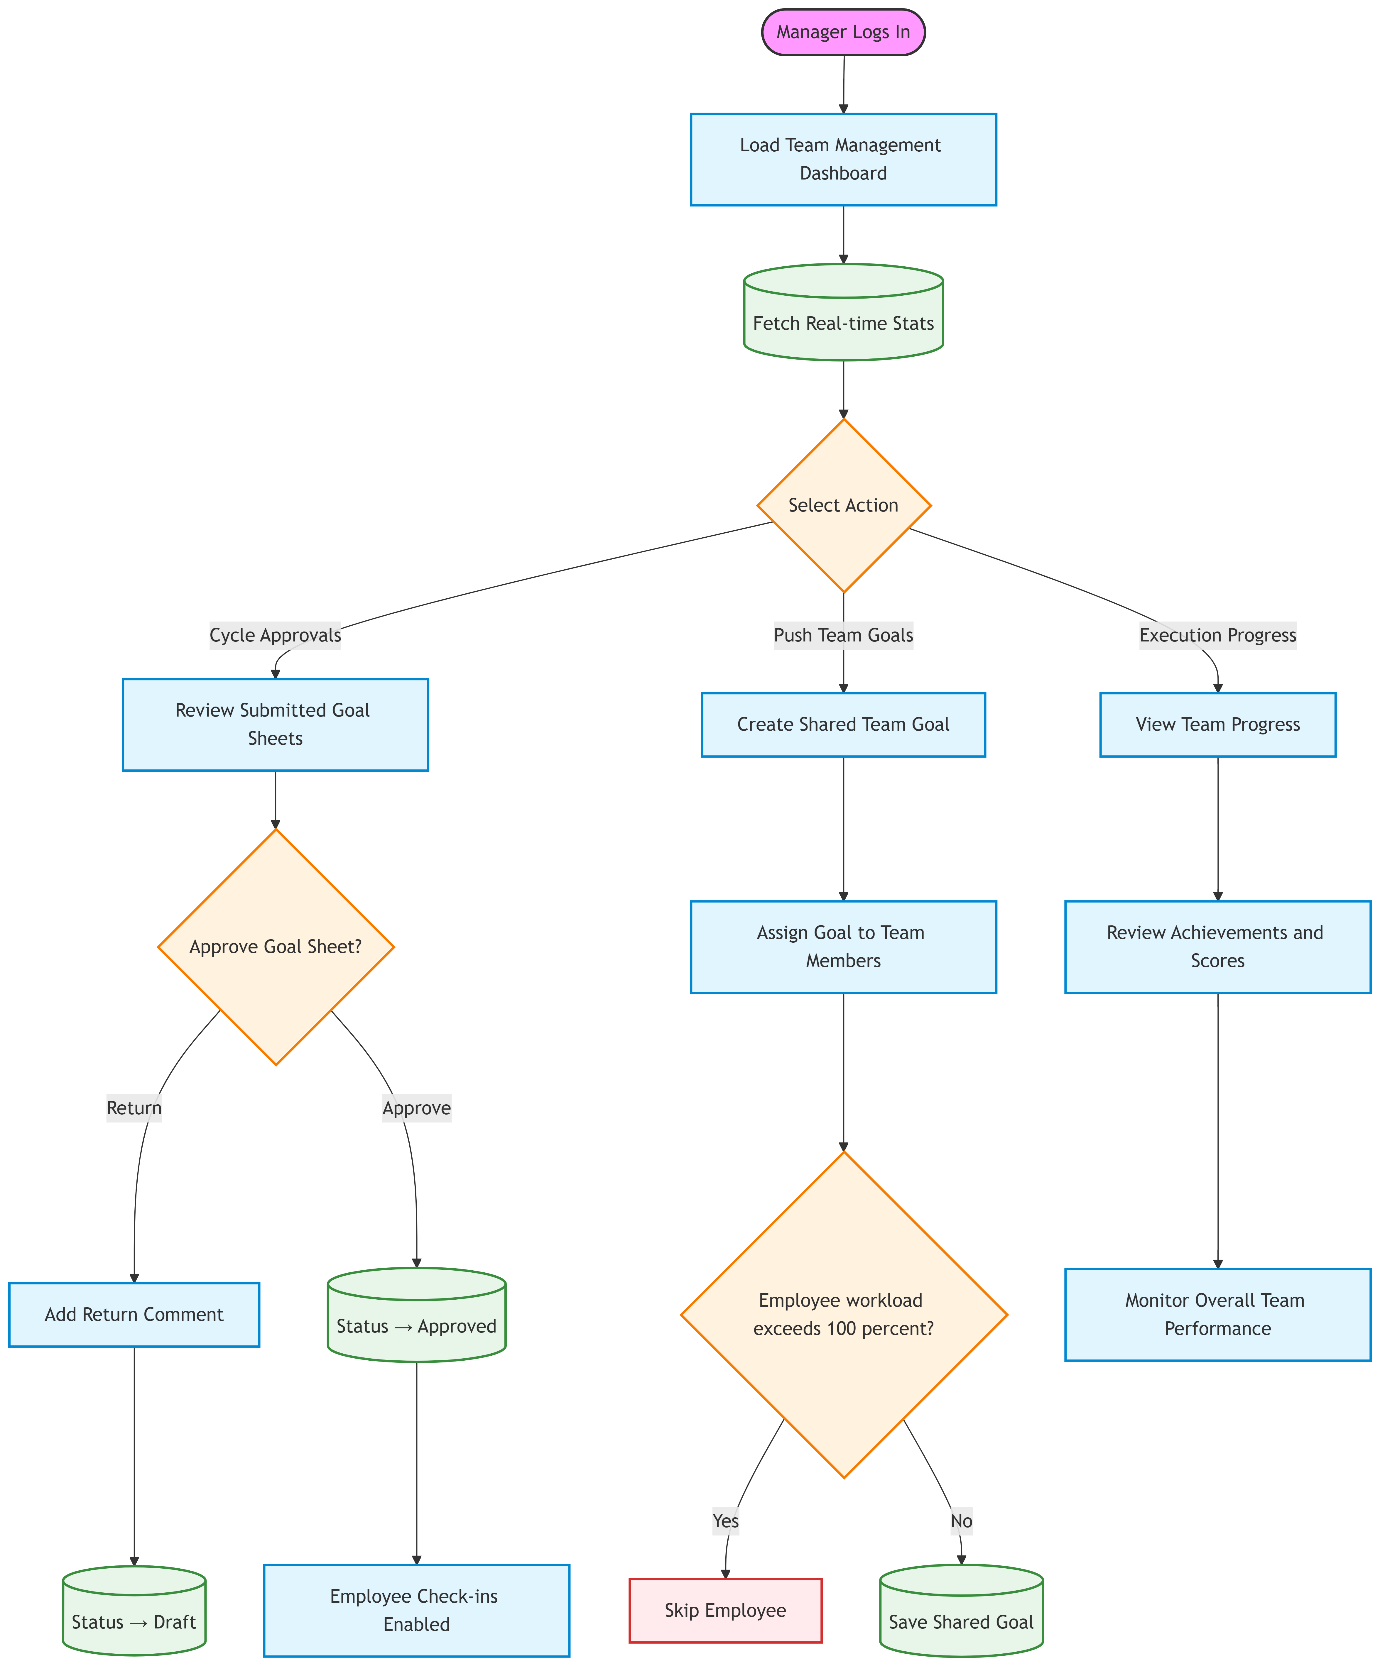 Manager Logs In
Load Team Management
Dashboard
Fetch Real-time Stats
Select Action
Cycle Approvals
Push Team Goals
Execution Progress
Review Submitted Goal
Sheets
Create Shared Team Goal
View Team Progress
Approve Goal Sheet?
Assign Goal to Team
Members
Review Achievements and
Scores
Return
Approve
Add Return Comment
Status → Approved
Employee workload
exceeds 100 percent?
Monitor Overall Team
Performance
Yes
No
Status → Draft
Employee Check-ins
Enabled
Skip Employee
Save Shared Goal